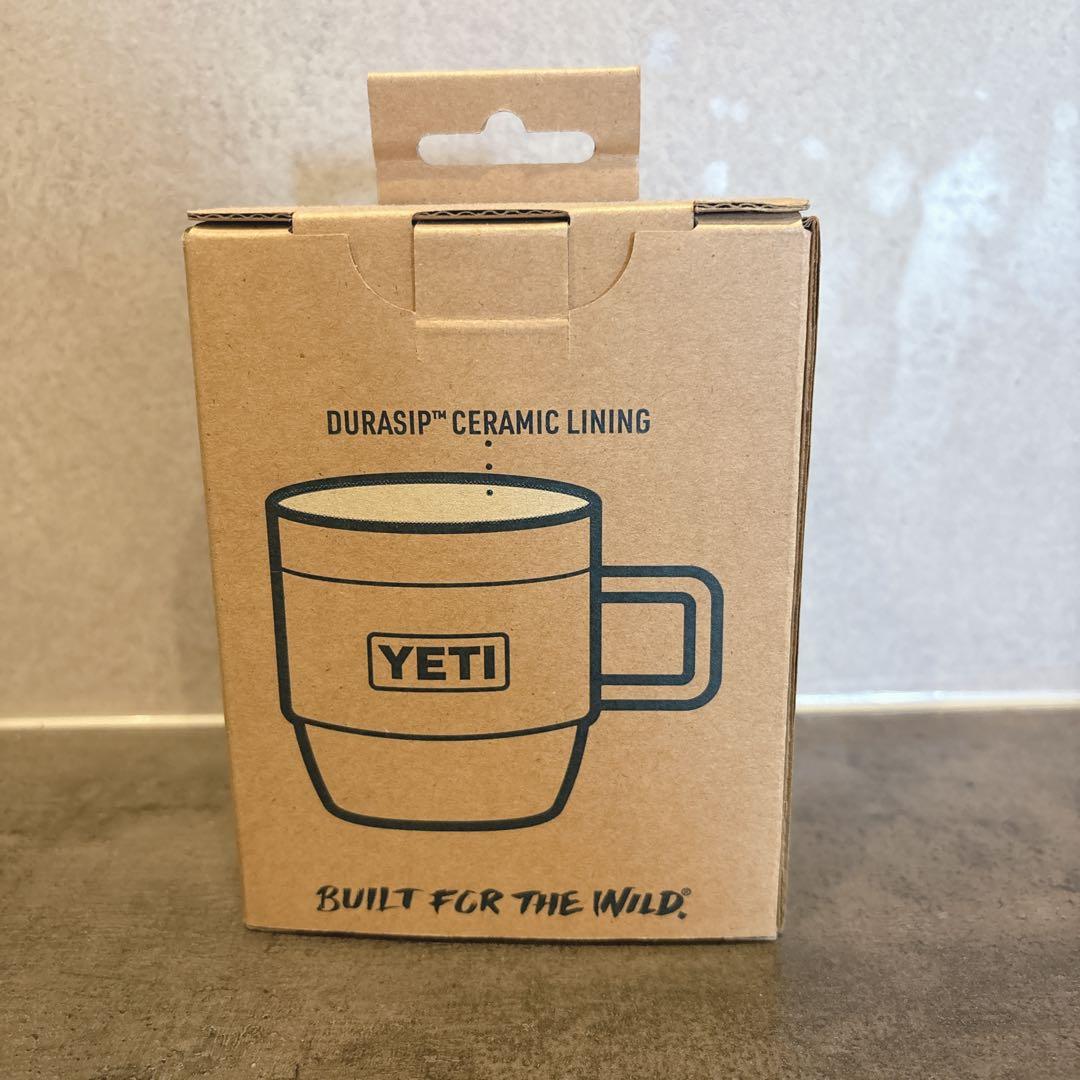 DURASIP™ CERAMIC LINING
YETI
BUILT FOR THE WILD.®